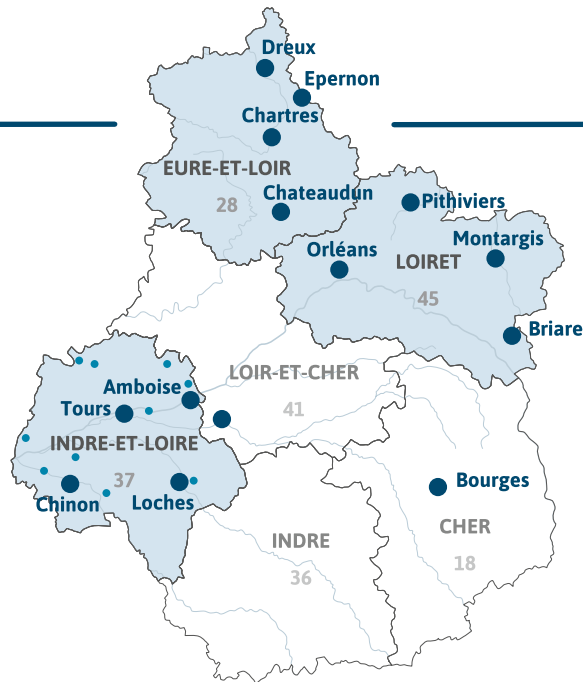 Dreux
Epernon
Chartres
EURE-ET-LOIR
28
Chateaudun
Pithiviers
Montargis
Orléans
LOIRET
45
Briare
LOIR-ET-CHER
41
Amboise
Tours
INDRE-ET-LOIRE
37
Chinon
Loches
Bourges
CHER
18
INDRE
36